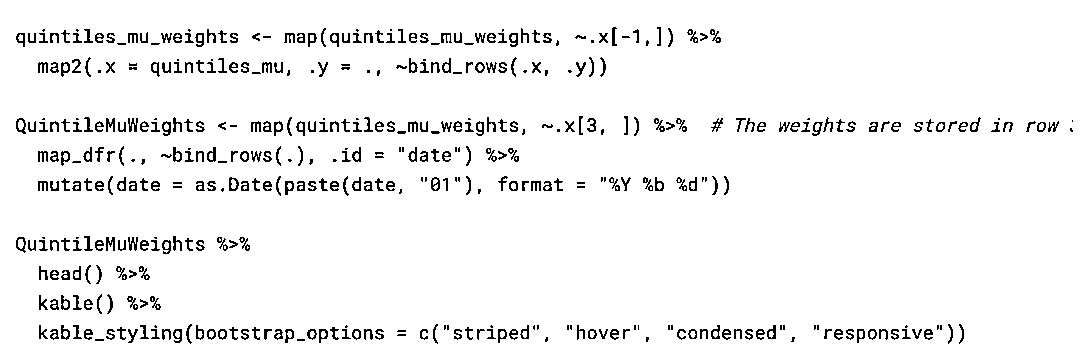 quintiles_mu_weights <- map(quintiles_mu_weights, ~.x[-1,]) %>%
map2(.x = quintiles_mu, .y = ., ~bind_rows(.x, .y))
QuintileMuWeights <- map(quintiles_mu_weights, ~.x[3, ]) %>% # The weights are stored in row
map_dfr(., ~bind_rows(.), .id = "date") %>%
mutate(date = as.Date(paste(date, "01"), format = "%Y %b %d"))
QuintileMuWeights %>%
head() %>%
kable() %>%
kable_styling(bootstrap_options = c("striped", "hover", "condensed", "responsive"))